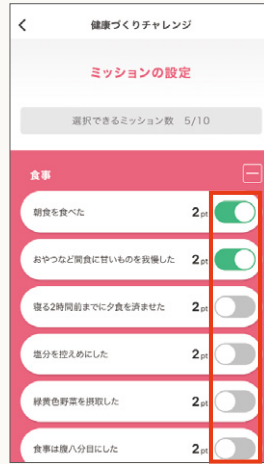 健康づくりチャレンジ
ミッションの設定
選択できるミッション数 5/10
食事
朝食を食べた 2pt
おやつなど間食に甘いものを我慢した 2pt
寝る2時間前までに夕食を済ませた 2pt
塩分を控えめにした 2pt
緑黄色野菜を摂取した 2pt
食事は腹八分目にした 2pt